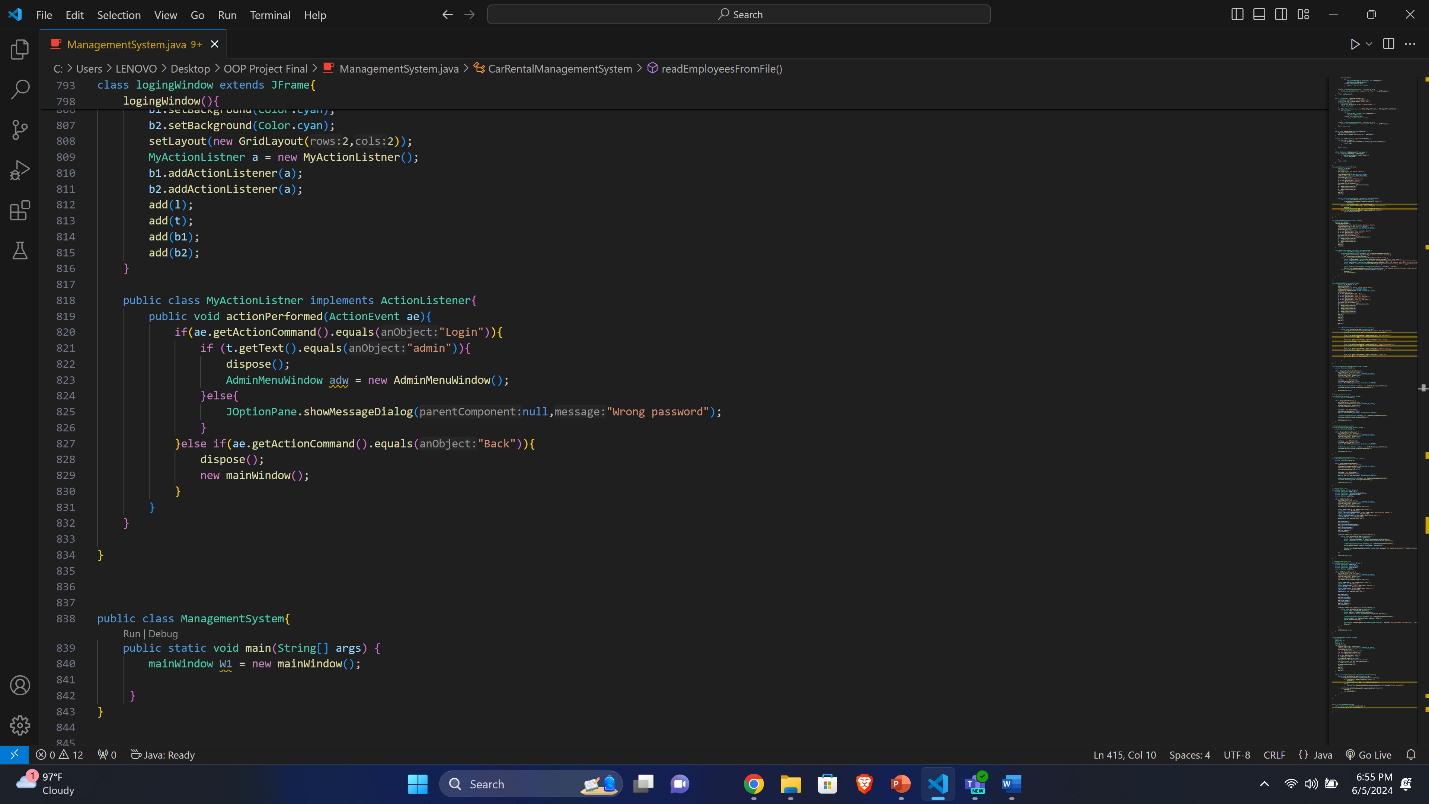 File Edit Selection View Go Run Terminal Help Search
ManagementSystem.java 9+
C: > Users > LENOVO > Desktop > OOP Project Final > ManagementSystem.java > CarRentalManagementSystem > readEmployeesFromFile()
793 class logingWindow extends JFrame{
798 logingWindow(){
806 b1.setBackground(Color.cyan);
807 b2.setBackground(Color.cyan);
808 setLayout(new GridLayout(rows:2,cols:2));
809 MyActionListner a = new MyActionListner();
810 b1.addActionListener(a);
811 b2.addActionListener(a);
812 add(l);
813 add(t);
814 add(b1);
815 add(b2);
816 }
817
818 public class MyActionListner implements ActionListener{
819 public void actionPerformed(ActionEvent ae){
820 if(ae.getActionCommand().equals(anObject:"Login")){
821 if (t.getText().equals(anObject:"admin")){
822 dispose();
823 AdminMenuWindow adw = new AdminMenuWindow();
824 }else{
825 JOptionPane.showMessageDialog(parentComponent:null,message:"Wrong password");
826 }
827 }else if(ae.getActionCommand().equals(anObject:"Back")){
828 dispose();
829 new mainWindow();
830 }
831 }
832 }
833
834 }
835
836
837
838 public class ManagementSystem{
Run | Debug
839 public static void main(String[] args) {
840 mainWindow W1 = new mainWindow();
841
842 }
843 }
844
845
0 12 0 Java: Ready Ln 415, Col 10 Spaces: 4 UTF-8 CRLF {} Java Go Live
1 97°F
Cloudy
Search
NEW
6:55 PM
6/5/2024